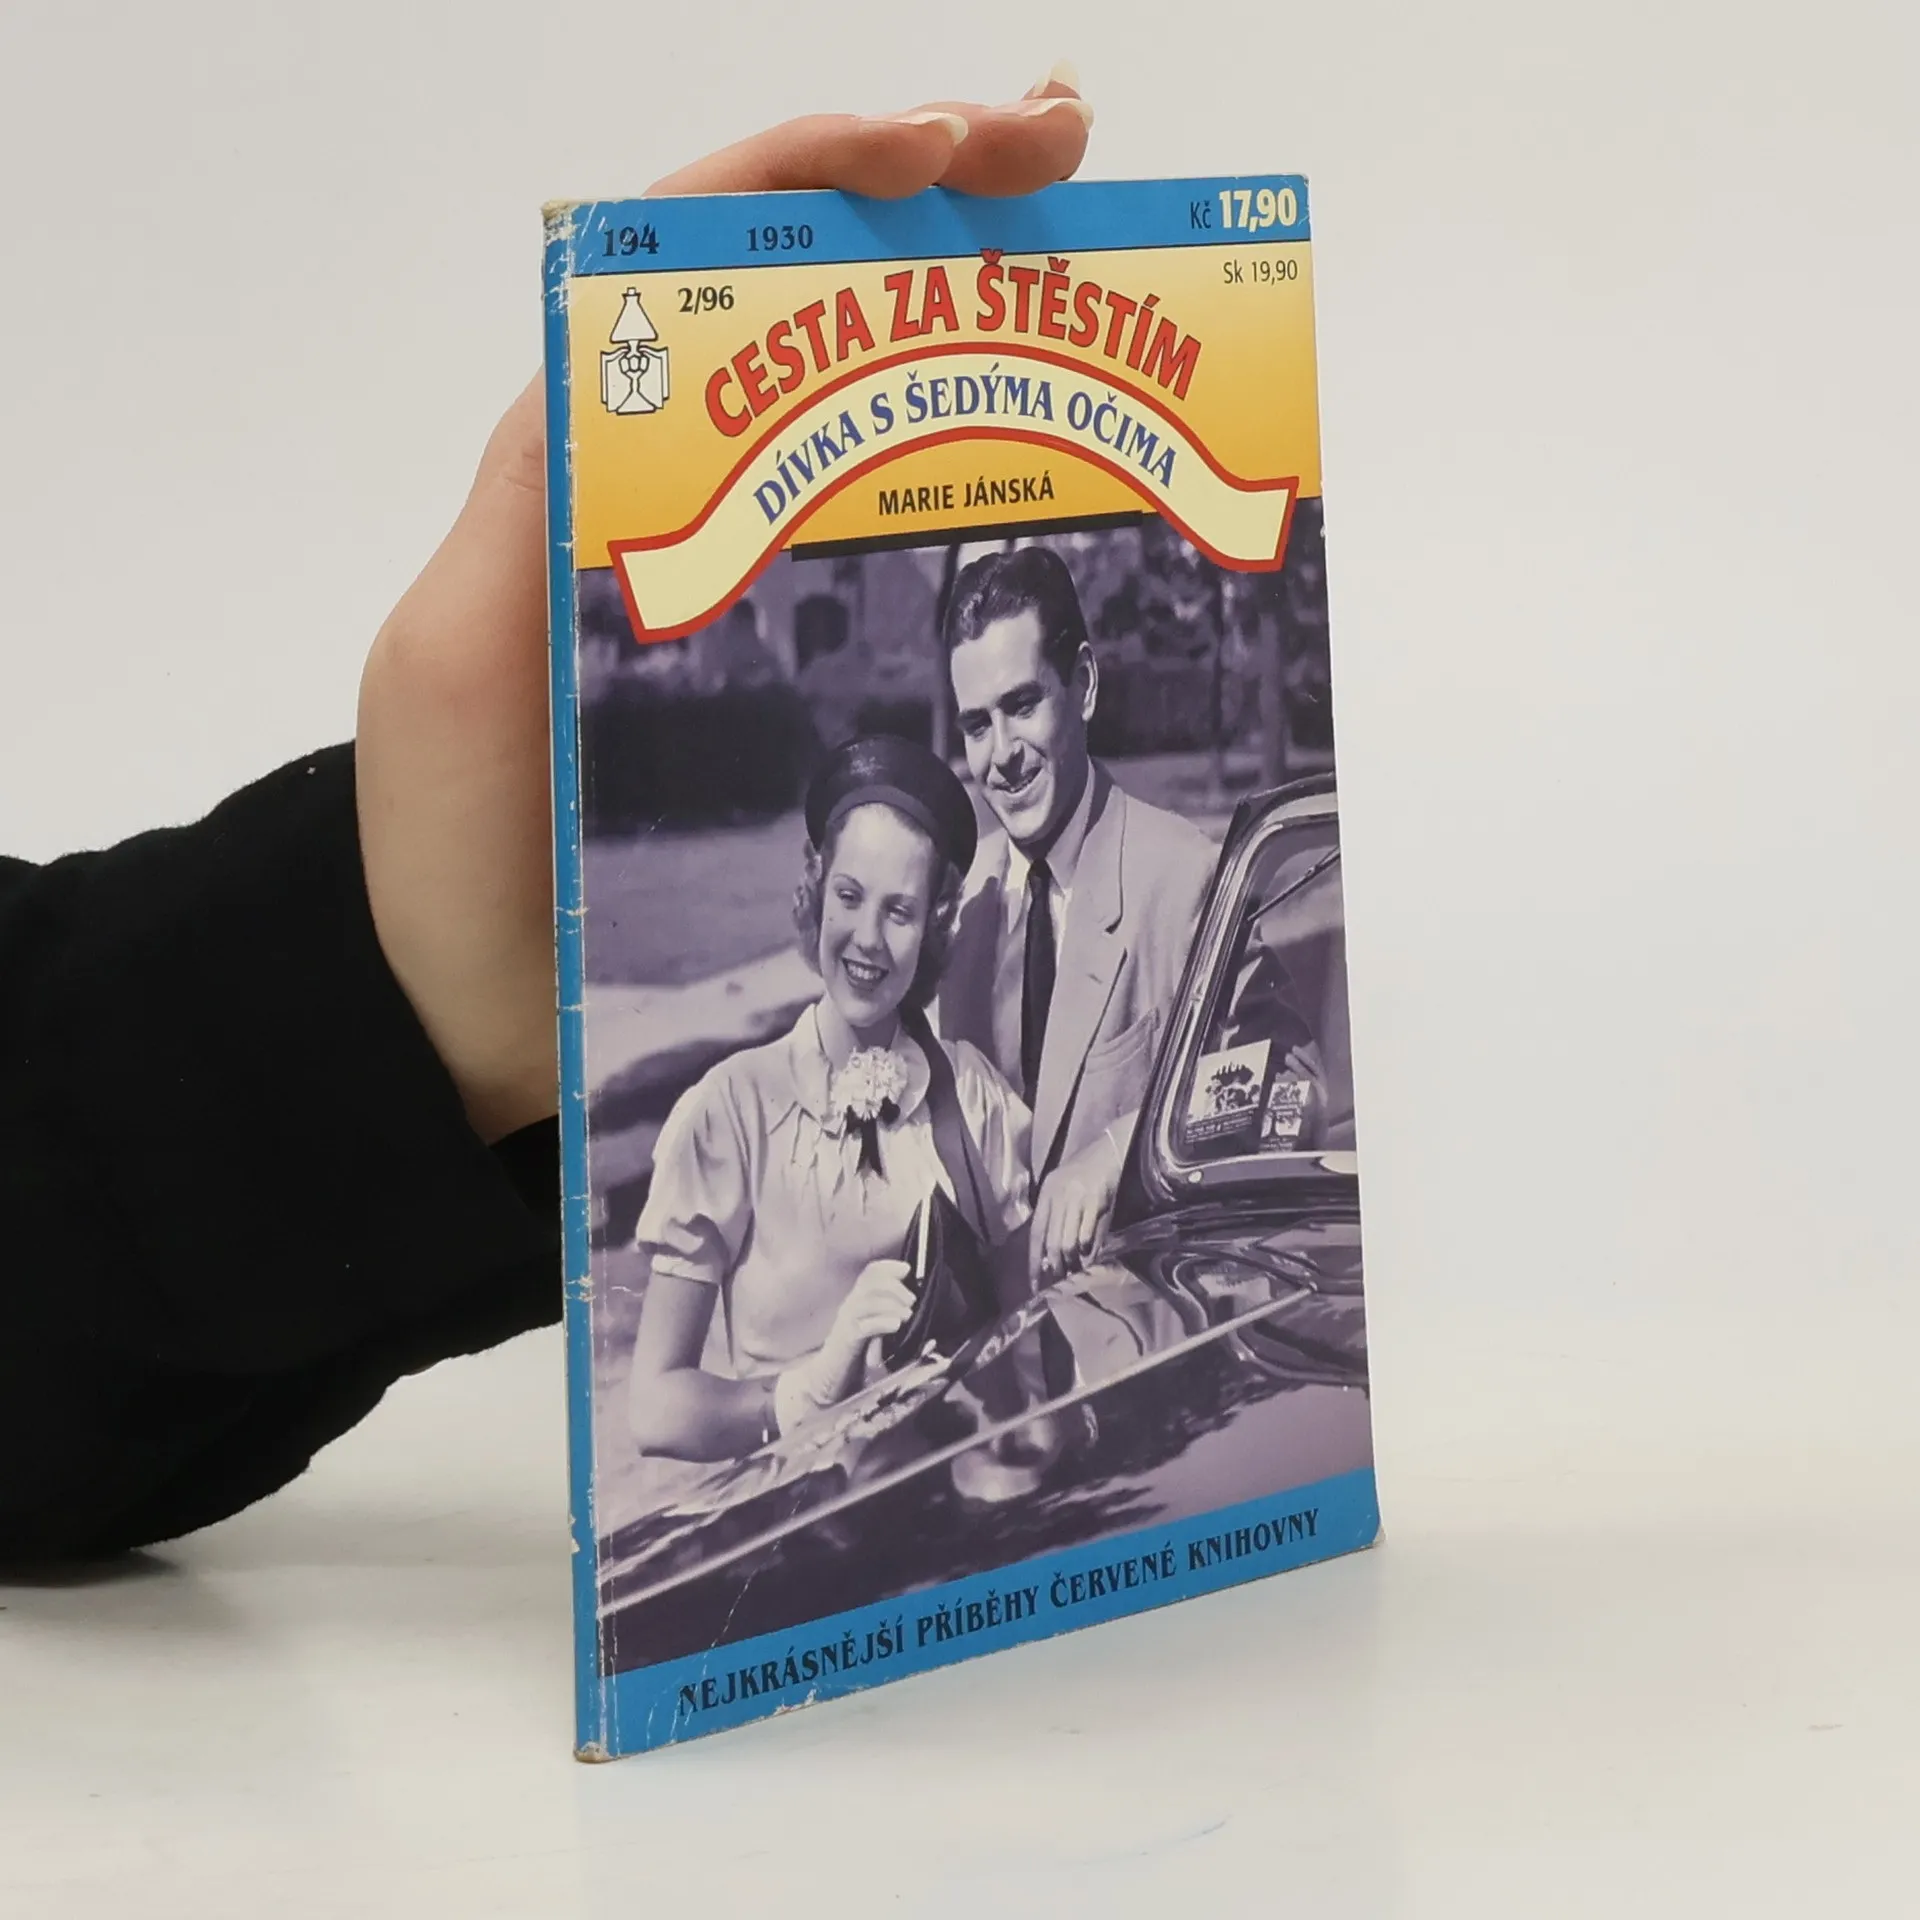 194 1930 Kč 17,90
Sk 19,90
2/96
CESTA ZA ŠTĚSTÍM
DÍVKA S ŠEDÝMA OČIMA
MARIE JÁNSKÁ
NEJKRÁSNĚJŠÍ PŘÍBĚHY ČERVENÉ KNIHOVNY